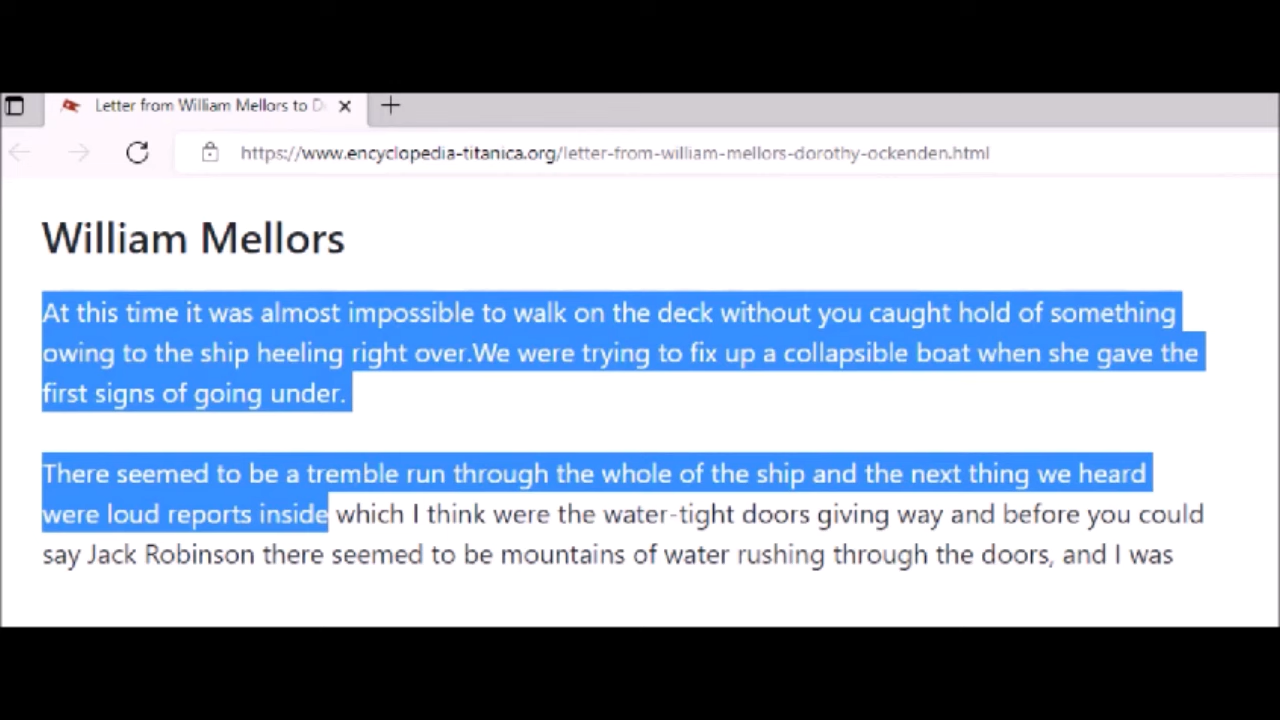 Letter from William Mellors to D
https://www.encyclopedia-titanica.org/letter-from-william-mellors-dorothy-ockenden.html
William Mellors
At this time it was almost impossible to walk on the deck without you caught hold of something
owing to the ship heeling right over.We were trying to fix up a collapsible boat when she gave the
first signs of going under.
There seemed to be a tremble run through the whole of the ship and the next thing we heard
were loud reports inside which I think were the water-tight doors giving way and before you could
say Jack Robinson there seemed to be mountains of water rushing through the doors, and I was